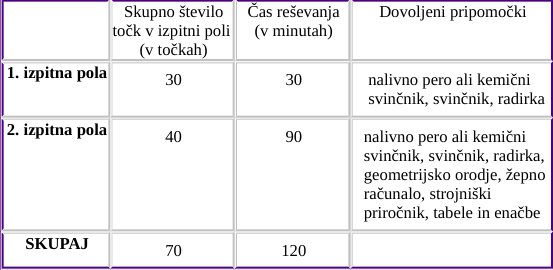 Skupno število
točk v izpitni poli
(v točkah)
Čas reševanja
(v minutah)
Dovoljeni pripomočki
1. izpitna pola
30
30
nalivno pero ali kemični
svinčnik, svinčnik, radirka
2. izpitna pola
40
90
nalivno pero ali kemični
svinčnik, svinčnik, radirka,
geometrijsko orodje, žepno
računalo, strojniški
priročnik, tabele in enačbe
SKUPAJ
70
120